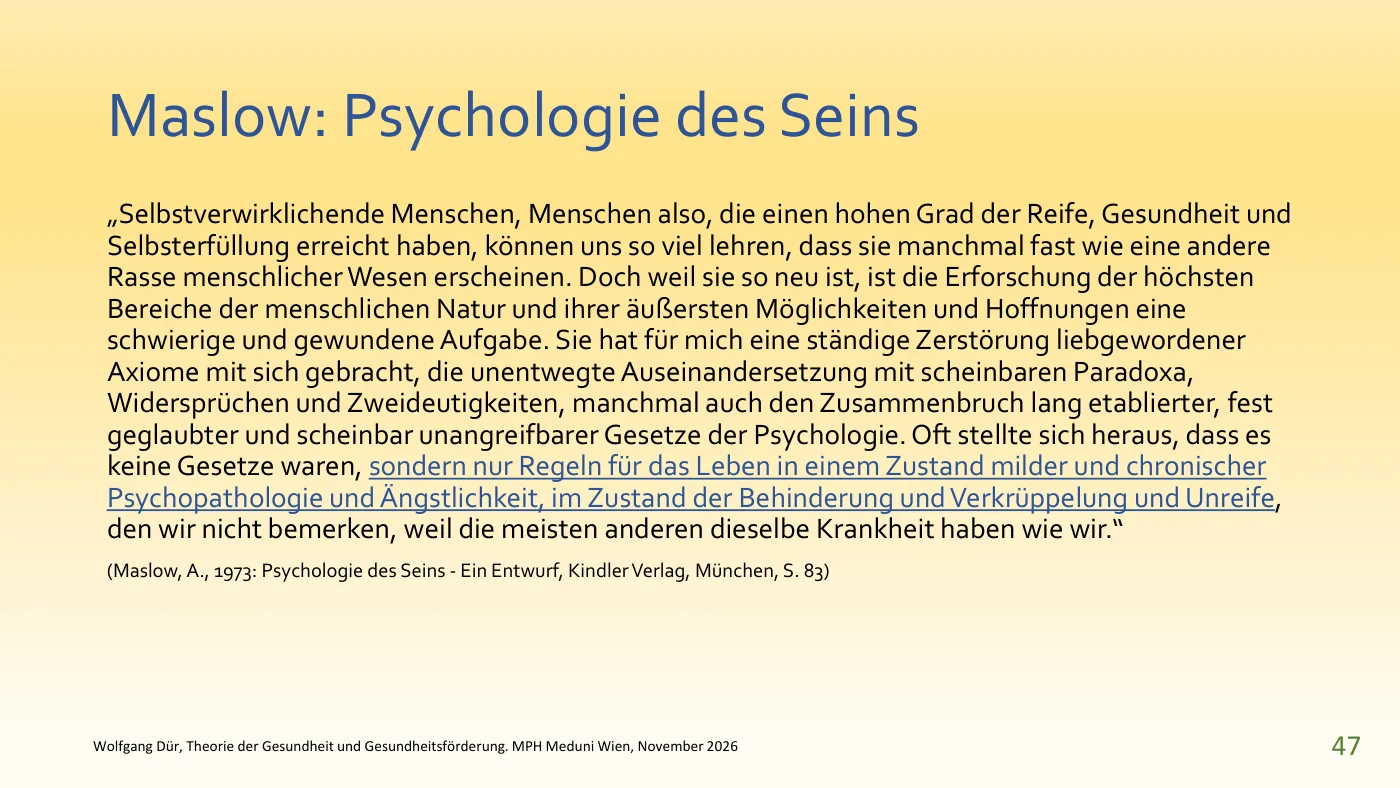 Maslow: Psychologie des Seins
„Selbstverwirklichende Menschen, Menschen also, die einen hohen Grad der Reife, Gesundheit und
Selbsterfüllung erreicht haben, können uns so viel lehren, dass sie manchmal fast wie eine andere
Rasse menschlicher Wesen erscheinen. Doch weil sie so neu ist, ist die Erforschung der höchsten
Bereiche der menschlichen Natur und ihrer äußersten Möglichkeiten und Hoffnungen eine
schwierige und gewundene Aufgabe. Sie hat für mich eine ständige Zerstörung liebgewordener
Axiome mit sich gebracht, die unentwegte Auseinandersetzung mit scheinbaren Paradoxa,
Widersprüchen und Zweideutigkeiten, manchmal auch den Zusammenbruch lang etablierter, fest
geglaubter und scheinbar unangreifbarer Gesetze der Psychologie. Oft stellte sich heraus, dass es
keine Gesetze waren, sondern nur Regeln für das Leben in einem Zustand milder und chronischer
Psychopathologie und Ängstlichkeit, im Zustand der Behinderung und Verkrüppelung und Unreife,
den wir nicht bemerken, weil die meisten anderen dieselbe Krankheit haben wie wir.“
(Maslow, A., 1973: Psychologie des Seins - Ein Entwurf, Kindler Verlag, München, S. 83)
Wolfgang Dür, Theorie der Gesundheit und Gesundheitsförderung. MPH Meduni Wien, November 2026
47